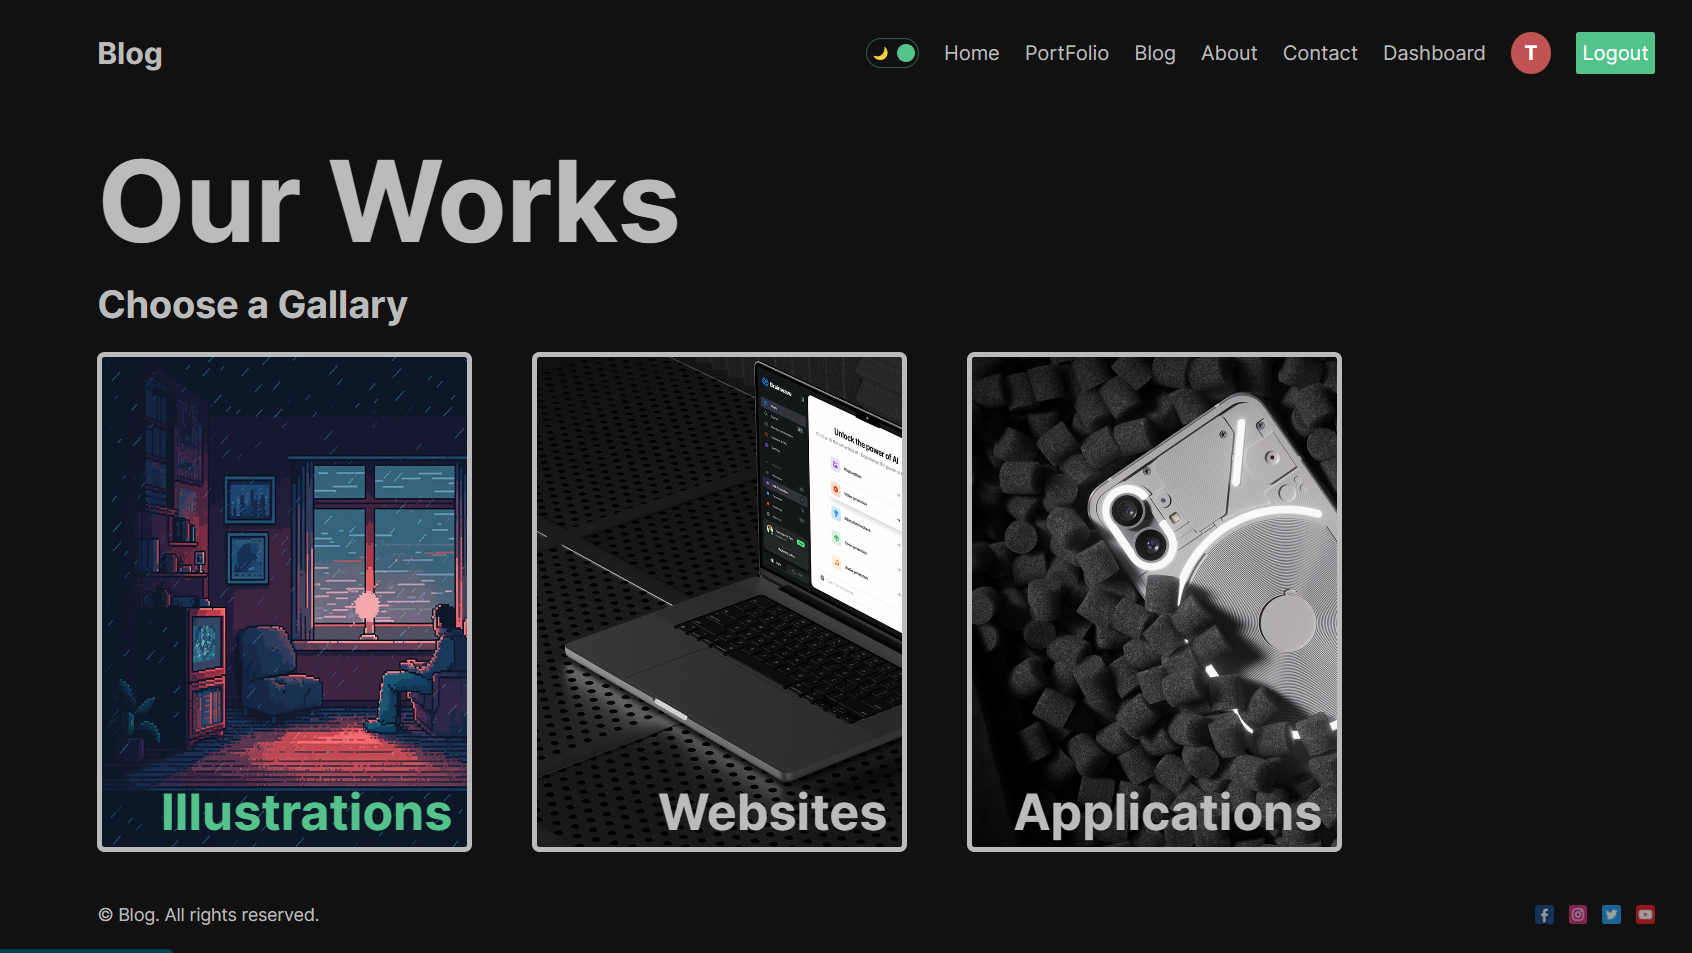 Blog
Home PortFolio Blog About Contact Dashboard T Logout
Our Works
Choose a Gallary
Brainwave
Unlock the power of AI
Illustrations
Websites
Applications
© Blog. All rights reserved.